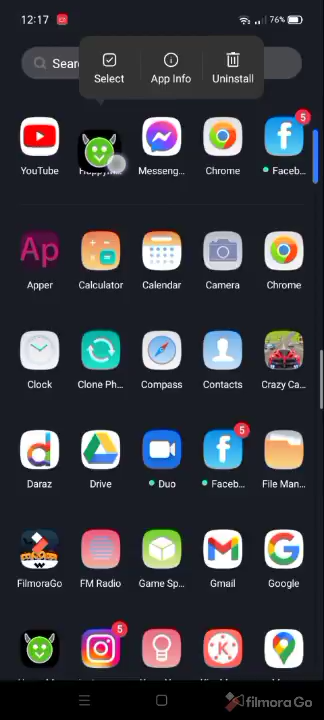 12:17
76%
Sear
Select
App Info
Uninstall
YouTube
Messeng...
Chrome
5
Faceb...
Ap
Apper
Calculator
Calendar
Camera
Chrome
Clock
Clone Ph...
Compass
Contacts
Crazy Ca...
Daraz
Drive
Duo
5
Faceb...
File Man...
FilmoraGo
FM Radio
Game Sp...
Gmail
Google
5
filmora Go